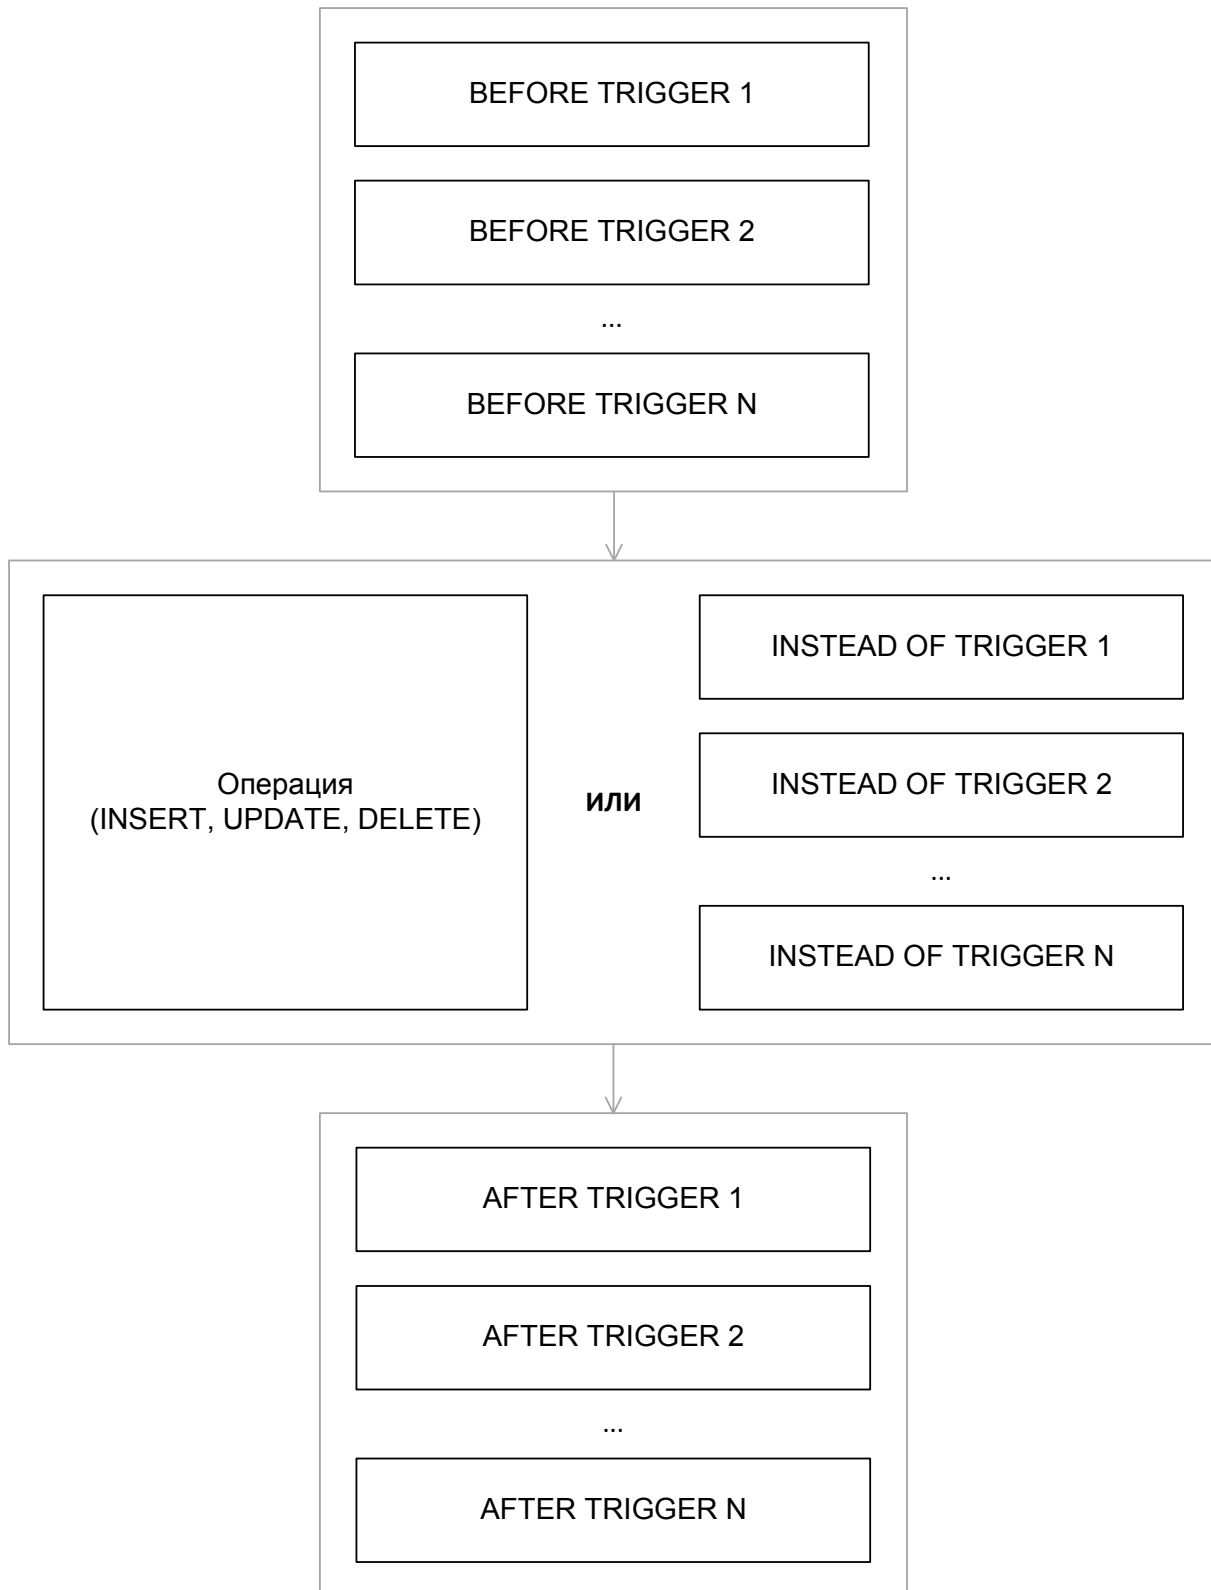 BEFORE TRIGGER 1
BEFORE TRIGGER 2
...
BEFORE TRIGGER N
Операция
(INSERT, UPDATE, DELETE)
или
INSTEAD OF TRIGGER 1
INSTEAD OF TRIGGER 2
...
INSTEAD OF TRIGGER N
AFTER TRIGGER 1
AFTER TRIGGER 2
...
AFTER TRIGGER N